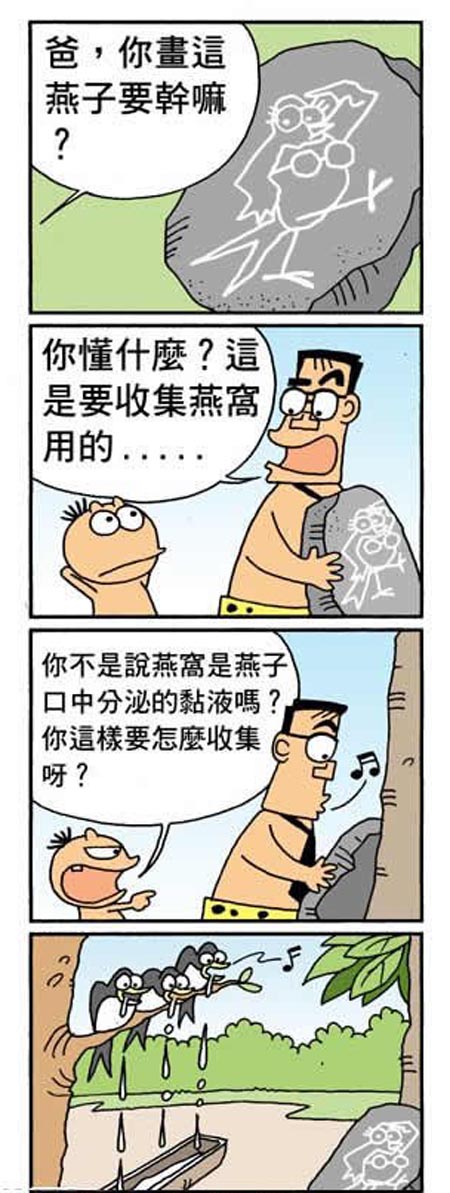 爸，你畫這
燕子要幹嘛
？
你懂什麼？這
是要收集燕窩
用的．．．．．
你不是說燕窩是燕子
口中分泌的黏液嗎？
你這樣要怎麼收集
呀？